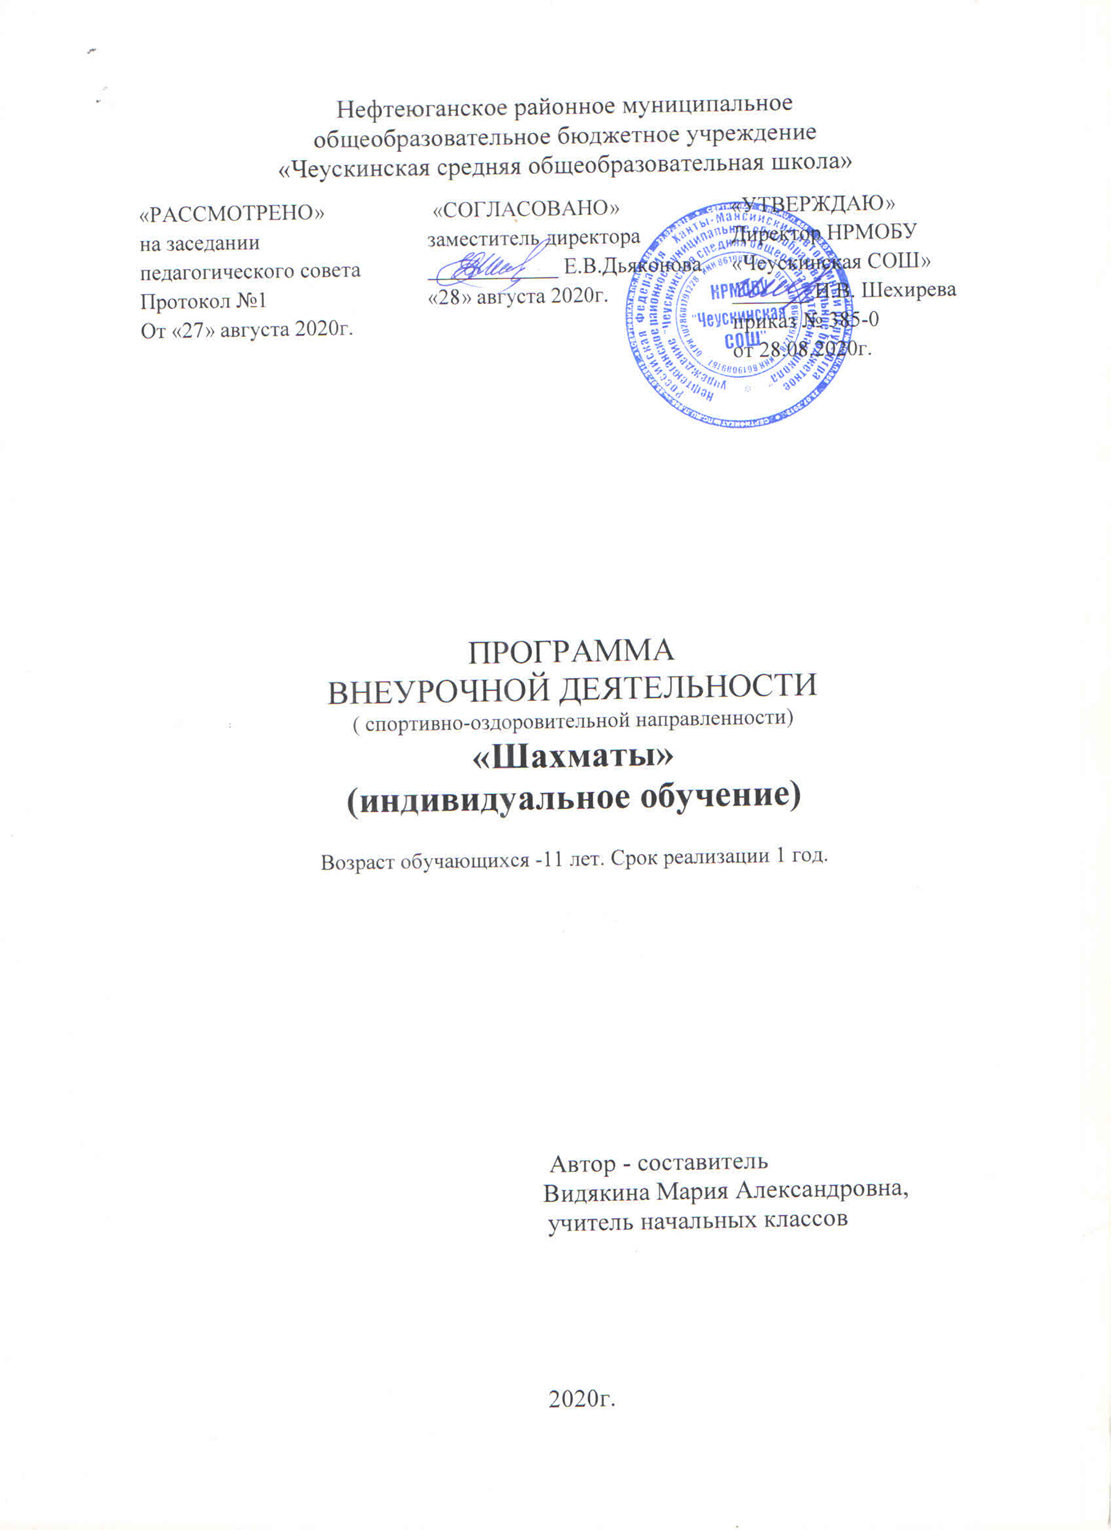 Нефтеюганское районное муниципальное
общеобразовательное бюджетное учреждение
«Чеускинская средняя общеобразовательная школа»
«РАССМОТРЕНО»
на заседании
педагогического совета
Протокол №1
От «27» августа 2020г.
«СОГЛАСОВАНО»
заместитель директора
Е.В.Дьяконова
«28» августа 2020г.
«УТВЕРЖДАЮ»
Директор НРМОБУ
«Чеускинская СОШ»
И.В. Шехирева
приказ № 385-0
от 28.08.2020г.
НРМОБУ
"Чеускинская
СОШ"
ПРОГРАММА
ВНЕУРОЧНОЙ ДЕЯТЕЛЬНОСТИ
( спортивно-оздоровительной направленности)
«Шахматы»
(индивидуальное обучение)
Возраст обучающихся -11 лет. Срок реализации 1 год.
Автор - составитель
Видякина Мария Александровна,
учитель начальных классов
2020г.